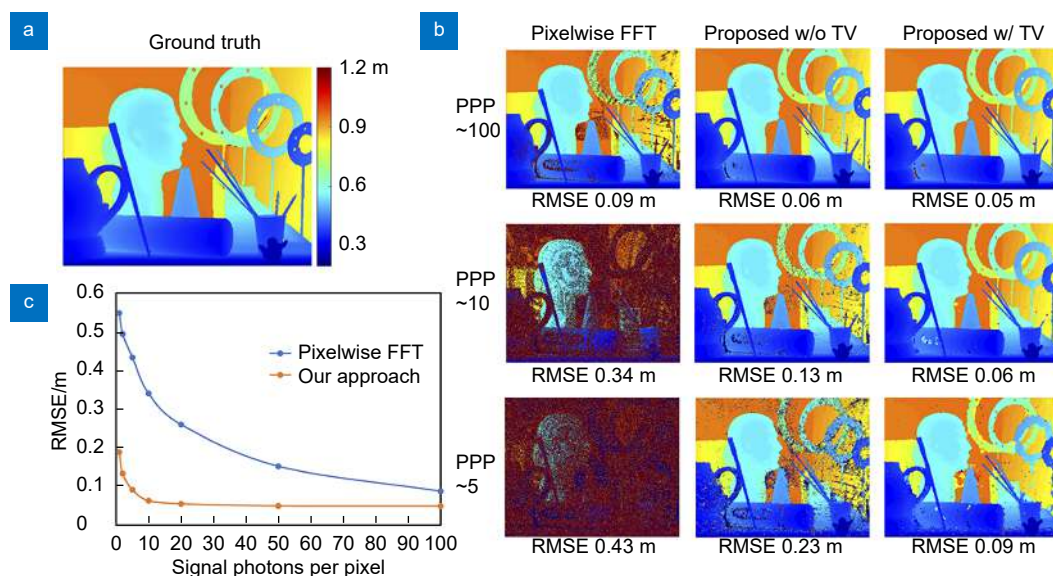 a
Ground truth
1.2 m
0.9
0.6
0.3
b
Pixelwise FFT
Proposed w/o TV
Proposed w/ TV
PPP
~100
RMSE 0.09 m
RMSE 0.06 m
RMSE 0.05 m
PPP
~10
RMSE 0.34 m
RMSE 0.13 m
RMSE 0.06 m
PPP
~5
RMSE 0.43 m
RMSE 0.23 m
RMSE 0.09 m
c
0.6
0.5
0.4
0.3
0.2
0.1
0
RMSE/m
Pixelwise FFT
Our approach
0 10 20 30 40 50 60 70 80 90 100
Signal photons per pixel